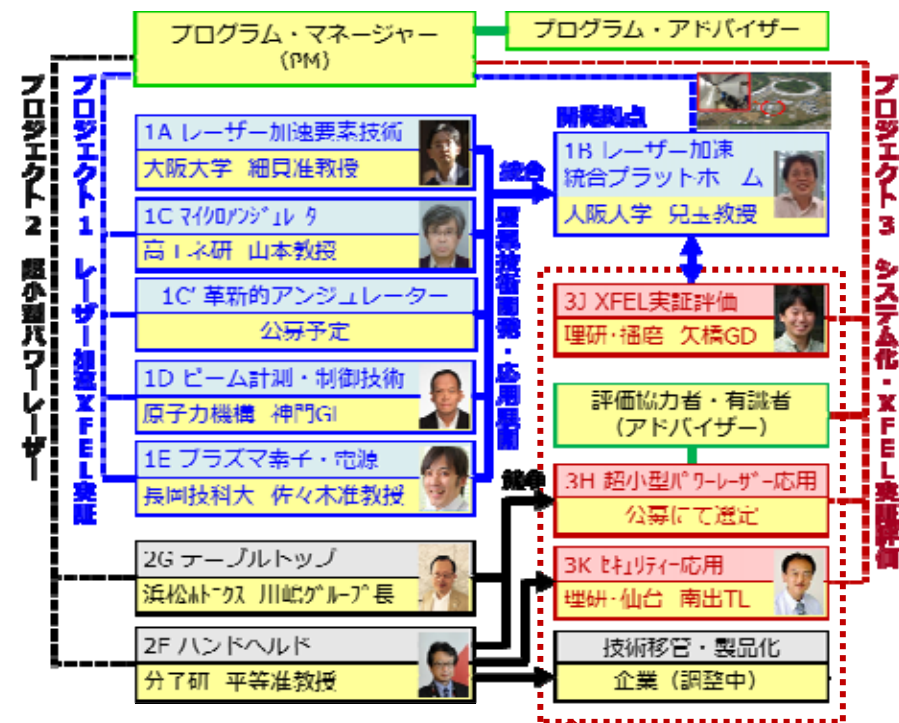 プログラム・マネージャー
(PM)
プログラム・アドバイザー
プロジェクト2 超小型パワーレーザー
プロジェクト1 レーザー加速XFEL実証
プロジェクト3 システム化・XFEL実証評価
1A レーザー加速要素技術
大阪大学 細貝准教授
1C マイクロアンジュレータ
高エネ研 山本教授
1C' 革新的アンジュレーター
公募予定
1D ビーム計測・制御技術
原子力機構 神門GL
1E プラズマ素子・電源
長岡技科大 佐々木准教授
2G テーブルトップ
浜松ホトニクス 川嶋グループ長
2F ハンドヘルド
分子研 平等准教授
統合
要素技術開発・応用展開
競争
開発拠点
1B レーザー加速
統合プラットホーム
大阪大学 兒玉教授
3J XFEL実証評価
理研・播磨 矢橋GD
評価協力者・有識者
(アドバイザー)
3H 超小型パワーレーザー応用
公募にて選定
3K セキュリティー応用
理研・仙台 南出TL
技術移管・製品化
企業(調整中)